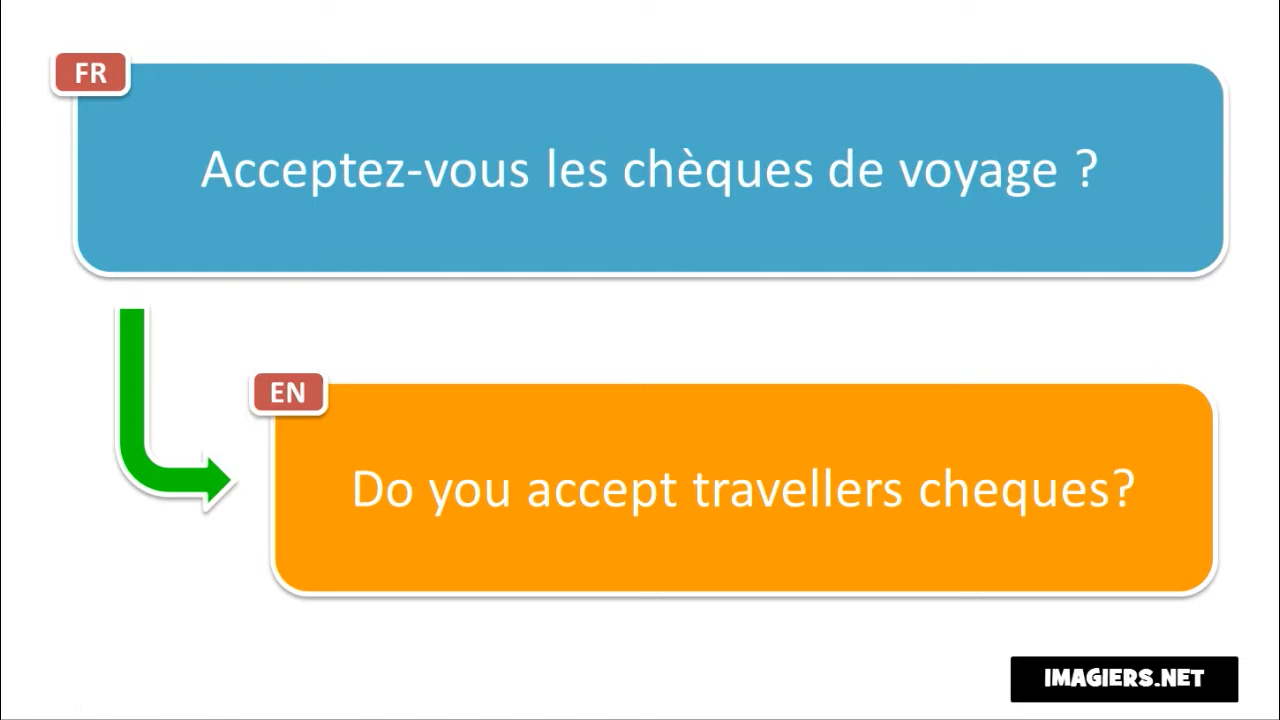 FR
Acceptez-vous les chèques de voyage ?
EN
Do you accept travellers cheques?
IMAGIERS.NET